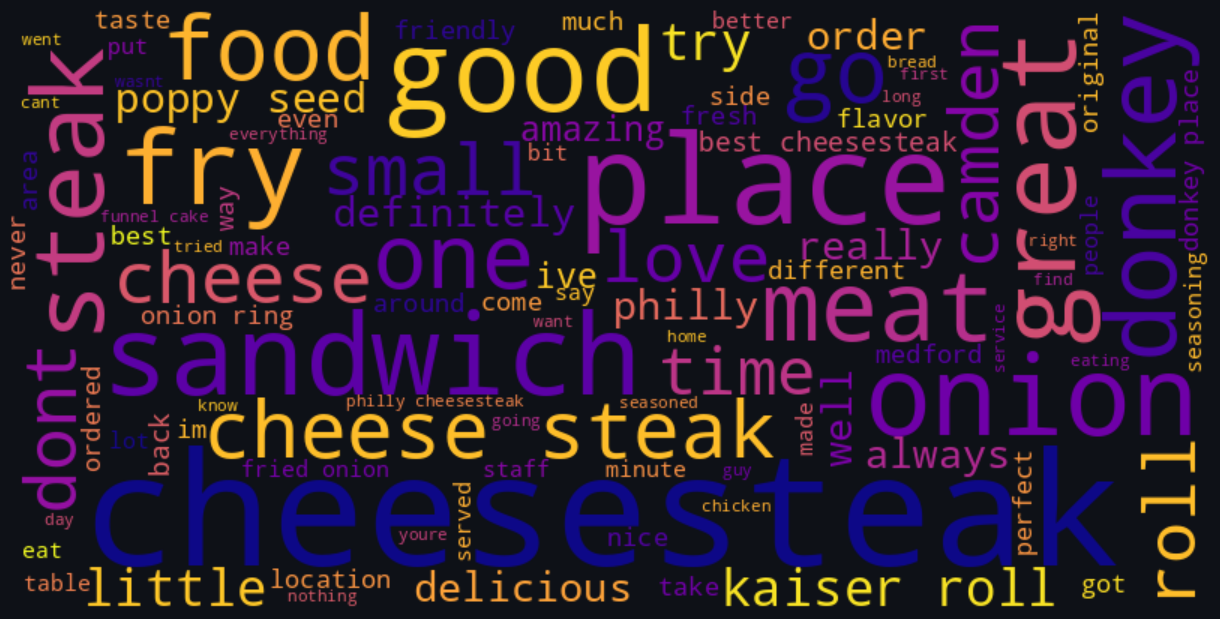 went
taste
put
wasnt
cant
food
friendly
good
much
try
better
order
go
bread
first
long
camden
great
original
donkey
donkey place
steak
poppy seed
even
everything
side
fresh
flavor
amazing
bit
best cheesesteak
area
fry
small
place
way
funnel cake
definitely
people
never
best
tried
make
one
love
really
right
cheese
ive
different
find
seasoning
around
come
say
philly
meat
onion ring
want
service
sandwich
home
time
medford
eating
dont
ordered
well
onion
know
philly cheesesteak
seasoned
lot
back
im
cheese steak
going
made
always
roll
fried onion
staff
minute
guy
cheesesteak
served
chicken
perfect
day
youre
nice
eat
table
little
location
nothing
delicious
take
kaiser roll
got